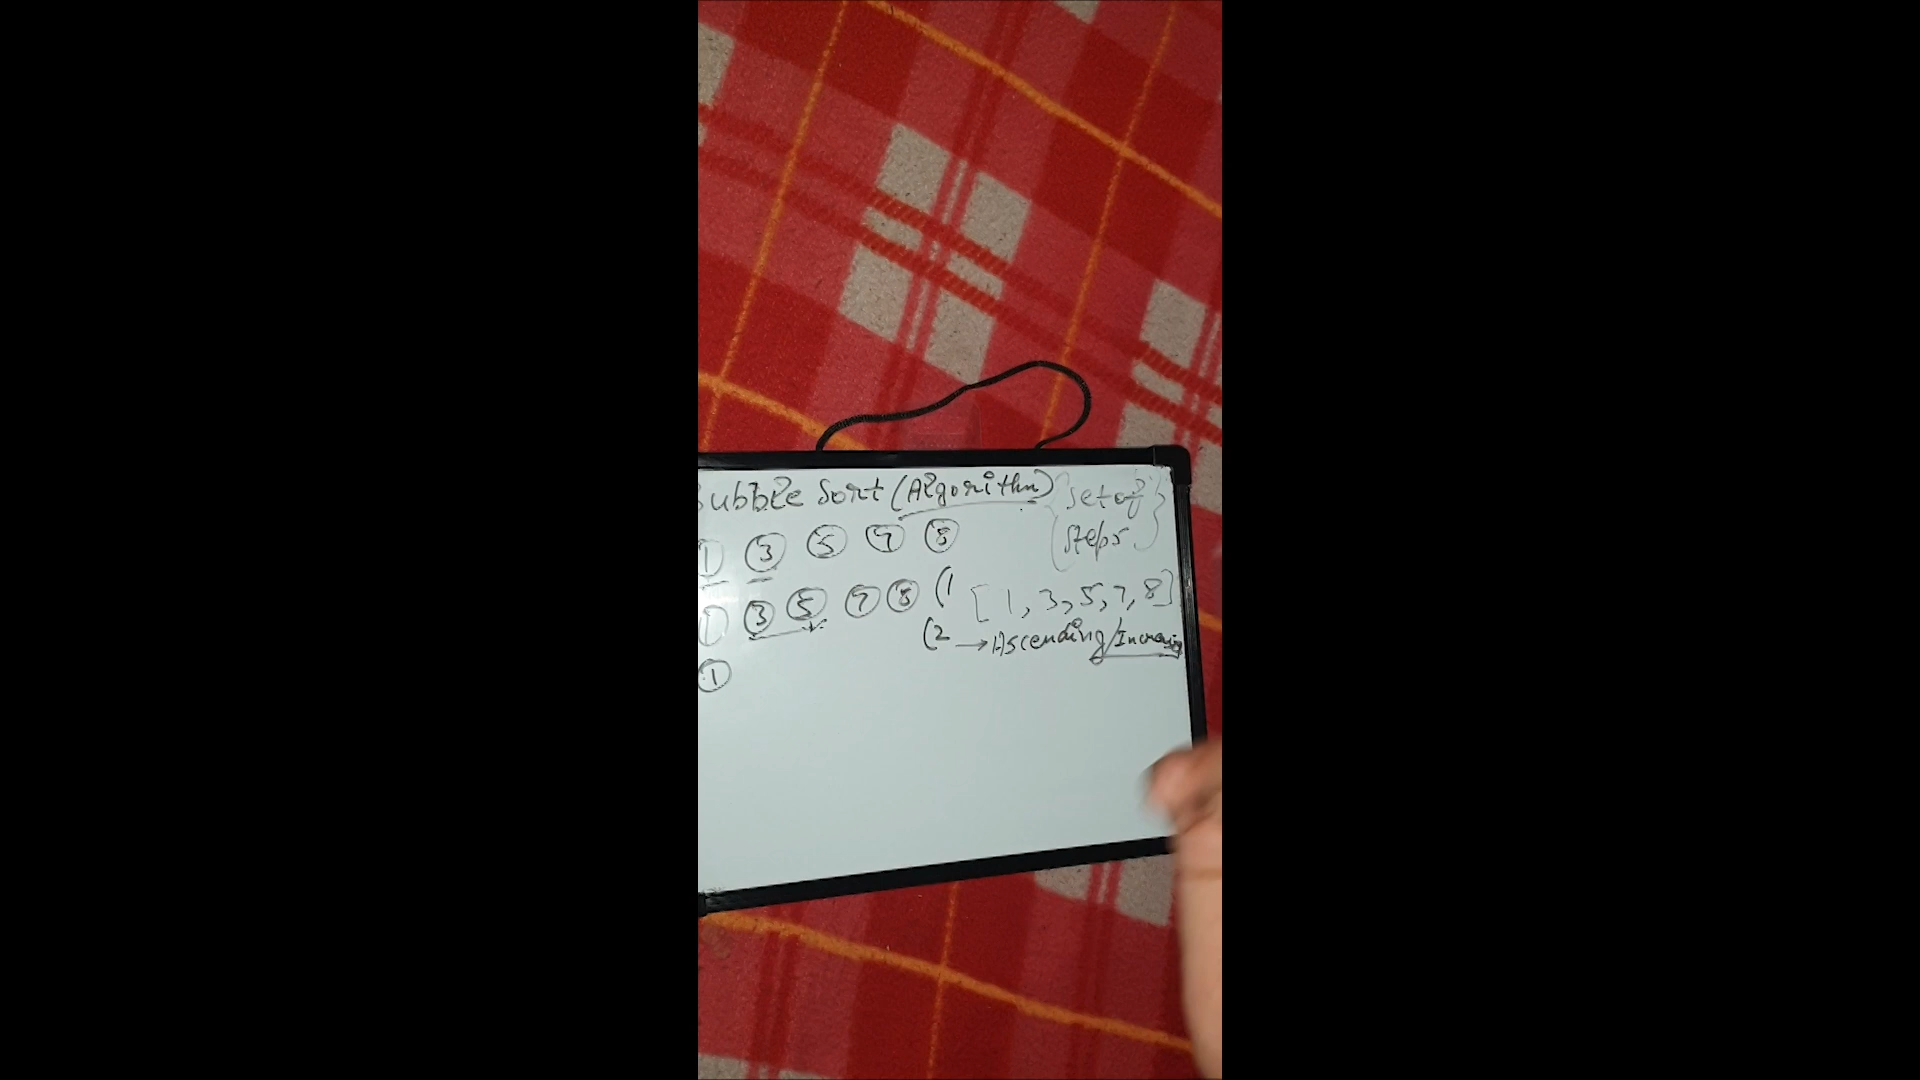 ubble Sort (Algorithm) {set of
steps}
① ③ ⑤ ⑦ ⑧
① ③ ⑤ ⑦ ⑧ (1 [1, 3, 5, 7, 8]
(2 → Ascending/Increasing
①